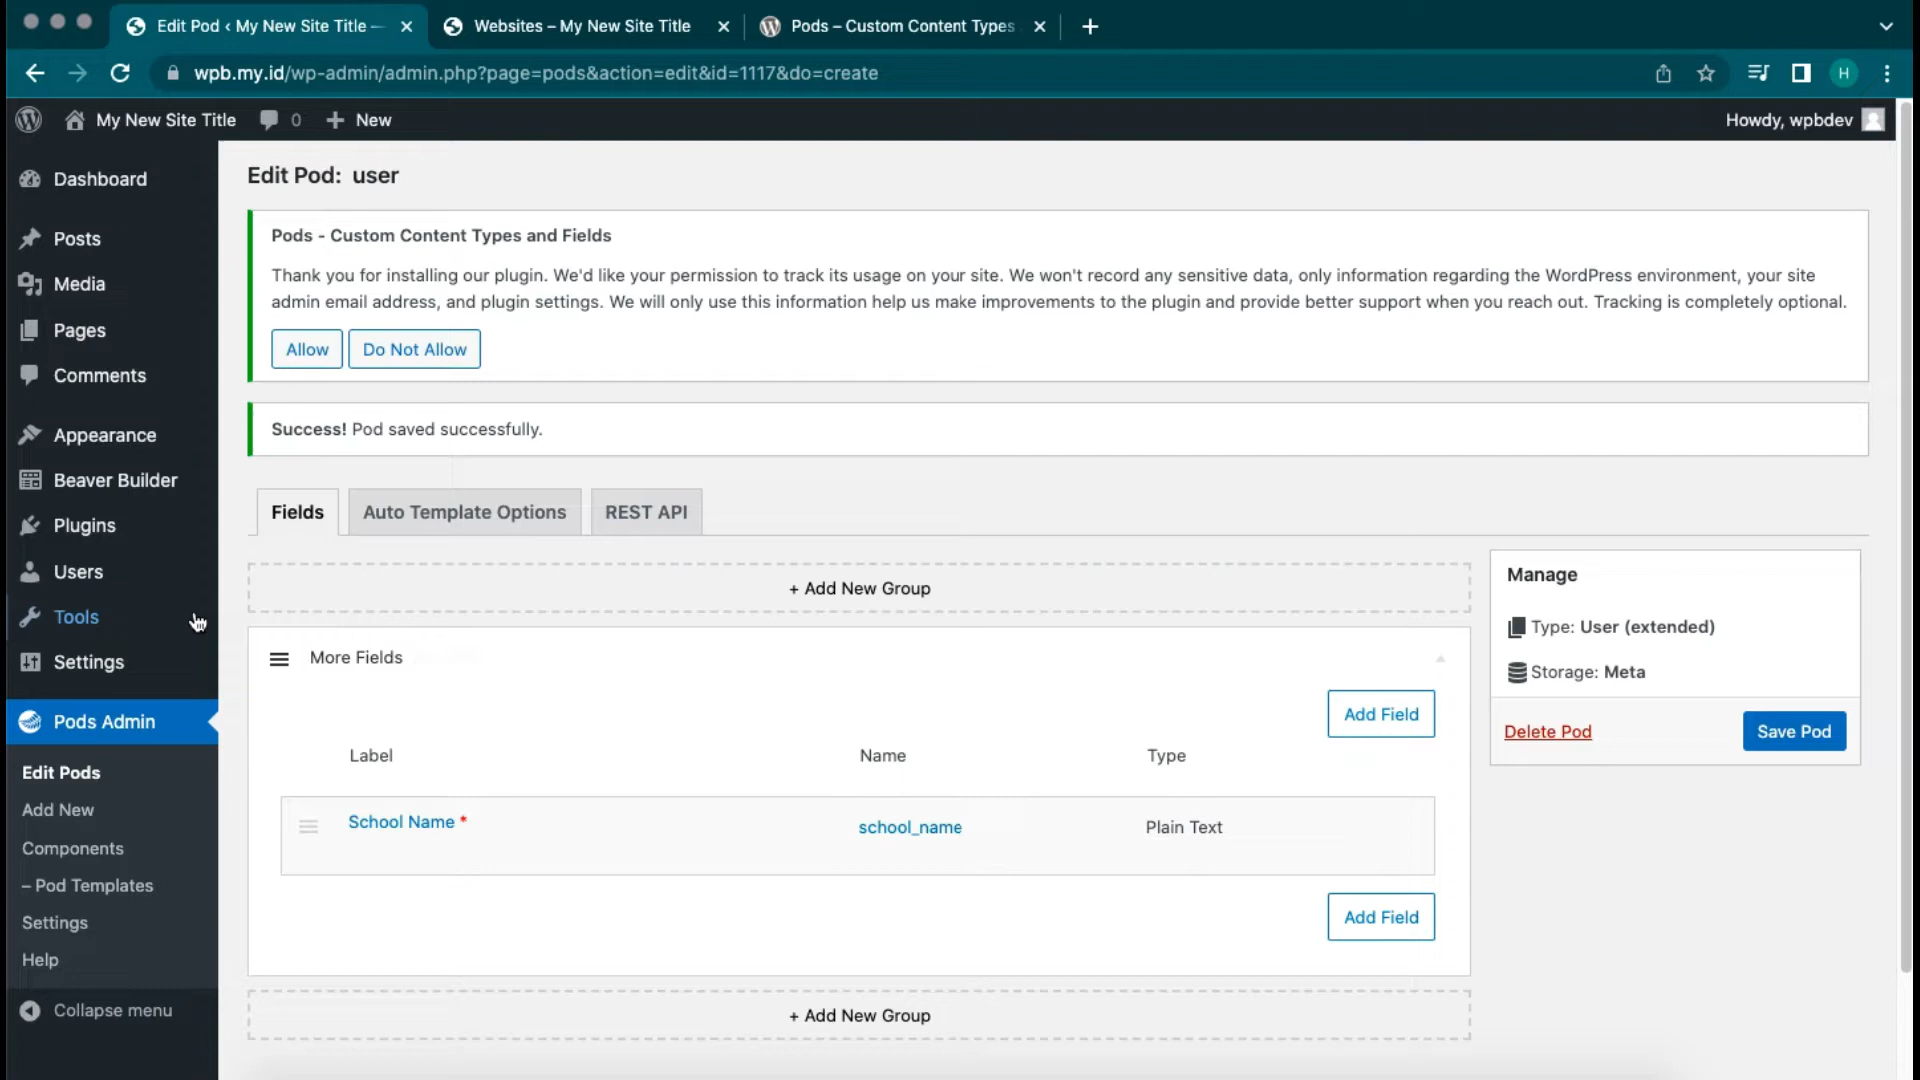 Edit Pod ‹ My New Site Title —
Websites – My New Site Title
Pods – Custom Content Types
wpb.my.id/wp-admin/admin.php?page=pods&action=edit&id=1117&do=create
H
My New Site Title
0
New
Howdy, wpbdev
Dashboard
Posts
Media
Pages
Comments
Appearance
Beaver Builder
Plugins
Users
Tools
Settings
Pods Admin
Edit Pods
Add New
Components
– Pod Templates
Settings
Help
Collapse menu
Edit Pod: user
Pods - Custom Content Types and Fields
Thank you for installing our plugin. We'd like your permission to track its usage on your site. We won't record any sensitive data, only information regarding the WordPress environment, your site
admin email address, and plugin settings. We will only use this information help us make improvements to the plugin and provide better support when you reach out. Tracking is completely optional.
Allow
Do Not Allow
Success! Pod saved successfully.
Fields
Auto Template Options
REST API
+ Add New Group
More Fields
Add Field
Label
Name
Type
School Name *
school_name
Plain Text
Add Field
+ Add New Group
Manage
Type: User (extended)
Storage: Meta
Delete Pod
Save Pod